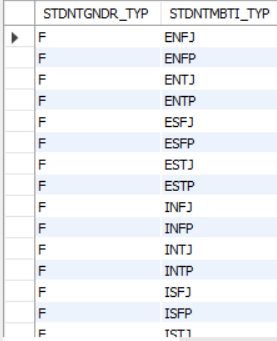 STDNTGNDR_TYP STDNTMBTI_TYP
F ENFJ
F ENFP
F ENTJ
F ENTP
F ESFJ
F ESFP
F ESTJ
F ESTP
F INFJ
F INFP
F INTJ
F INTP
F ISFJ
F ISFP
F ISTJ